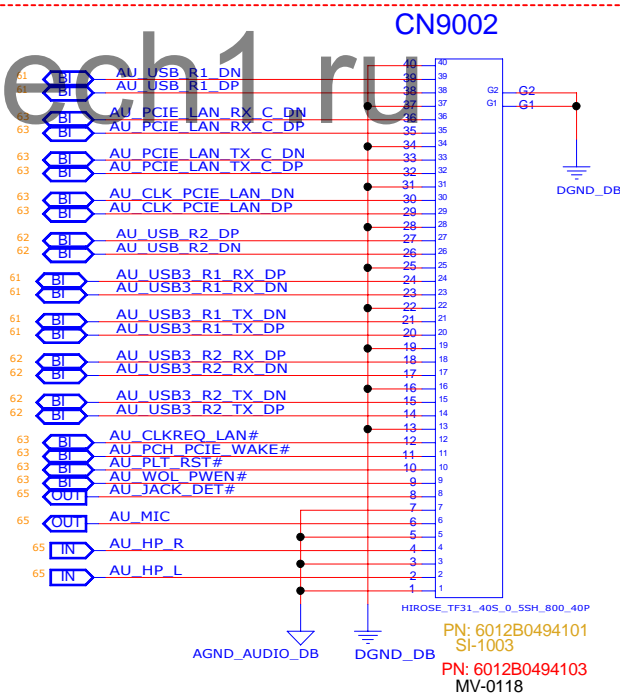 CN9002
ech1.ru
40 40
61 BI AU_USB_R1_DN 39 39
61 BI AU_USB_R1_DP 38 38 G2 G2
37 37 G1 G1
63 BI AU_PCIE_LAN_RX_C_DN 36 36
63 BI AU_PCIE_LAN_RX_C_DP 35 35
34 34
63 BI AU_PCIE_LAN_TX_C_DN 33 33
63 BI AU_PCIE_LAN_TX_C_DP 32 32
DGND_DB
31 31
63 BI AU_CLK_PCIE_LAN_DN 30 30
63 BI AU_CLK_PCIE_LAN_DP 29 29
28 28
62 BI AU_USB_R2_DP 27 27
62 BI AU_USB_R2_DN 26 26
25 25
61 BI AU_USB3_R1_RX_DP 24 24
61 BI AU_USB3_R1_RX_DN 23 23
22 22
61 BI AU_USB3_R1_TX_DN 21 21
61 BI AU_USB3_R1_TX_DP 20 20
19 19
62 BI AU_USB3_R2_RX_DP 18 18
62 BI AU_USB3_R2_RX_DN 17 17
16 16
62 BI AU_USB3_R2_TX_DN 15 15
62 BI AU_USB3_R2_TX_DP 14 14
13 13
63 BI AU_CLKREQ_LAN# 12 12
63 BI AU_PCH_PCIE_WAKE# 11 11
63 BI AU_PLT_RST# 10 10
63 BI AU_WOL_PWEN# 9 9
65 OUT AU_JACK_DET# 8 8
7 7
65 OUT AU_MIC 6 6
5 5
65 IN AU_HP_R 4 4
3 3
65 IN AU_HP_L 2 2
1 1
HIROSE_TF31_40S_0_5SH_800_40P
PN: 6012B0494101
SI-1003
AGND_AUDIO_DB DGND_DB
PN: 6012B0494103
MV-0118